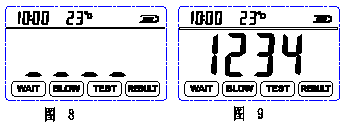 10:00 23℃
WAIT BLOW TEST RESULT
图 8
10:00 23℃
1234
WAIT BLOW TEST RESULT
图 9